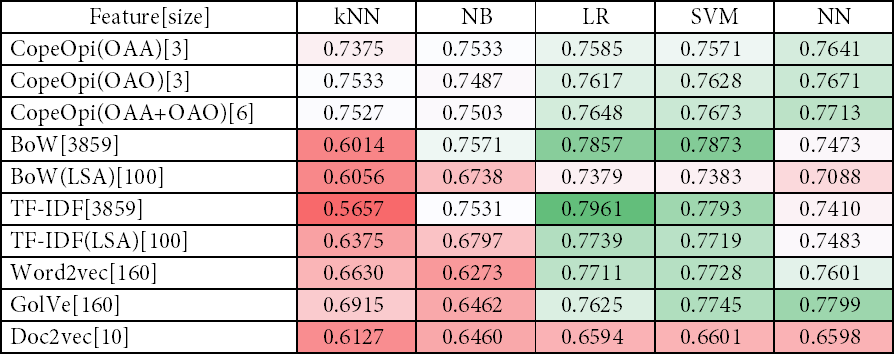 Feature[size] kNN NB LR SVM NN
CopeOpi(OAA)[3] 0.7375 0.7533 0.7585 0.7571 0.7641
CopeOpi(OAO)[3] 0.7533 0.7487 0.7617 0.7628 0.7671
CopeOpi(OAA+OAO)[6] 0.7527 0.7503 0.7648 0.7673 0.7713
BoW[3859] 0.6014 0.7571 0.7857 0.7873 0.7473
BoW(LSA)[100] 0.6056 0.6738 0.7379 0.7383 0.7088
TF-IDF[3859] 0.5657 0.7531 0.7961 0.7793 0.7410
TF-IDF(LSA)[100] 0.6375 0.6797 0.7739 0.7719 0.7483
Word2vec[160] 0.6630 0.6273 0.7711 0.7728 0.7601
GolVe[160] 0.6915 0.6462 0.7625 0.7745 0.7799
Doc2vec[10] 0.6127 0.6460 0.6594 0.6601 0.6598